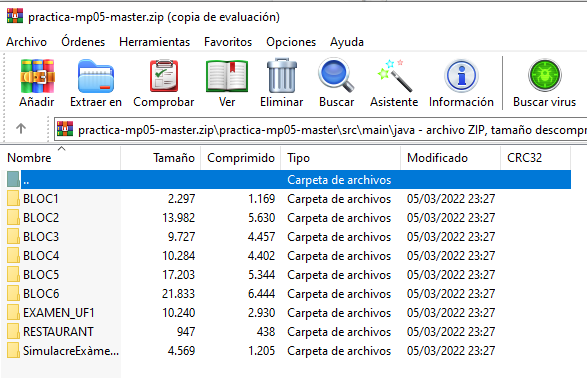 practica-mp05-master.zip (copia de evaluación)
Archivo Órdenes Herramientas Favoritos Opciones Ayuda
Añadir Extraer en Comprobar Ver Eliminar Buscar Asistente Información Buscar virus
practica-mp05-master.zip\practica-mp05-master\src\main\java - archivo ZIP, tamaño descompr
Nombre Tamaño Comprimido Tipo Modificado CRC32
.. Carpeta de archivos
BLOC1 2.297 1.169 Carpeta de archivos 05/03/2022 23:27
BLOC2 13.982 5.630 Carpeta de archivos 05/03/2022 23:27
BLOC3 9.727 4.457 Carpeta de archivos 05/03/2022 23:27
BLOC4 10.284 4.402 Carpeta de archivos 05/03/2022 23:27
BLOC5 17.203 5.344 Carpeta de archivos 05/03/2022 23:27
BLOC6 21.833 6.444 Carpeta de archivos 05/03/2022 23:27
EXAMEN_UF1 10.240 2.930 Carpeta de archivos 05/03/2022 23:27
RESTAURANT 947 438 Carpeta de archivos 05/03/2022 23:27
SimulacreExàme... 4.569 1.205 Carpeta de archivos 05/03/2022 23:27